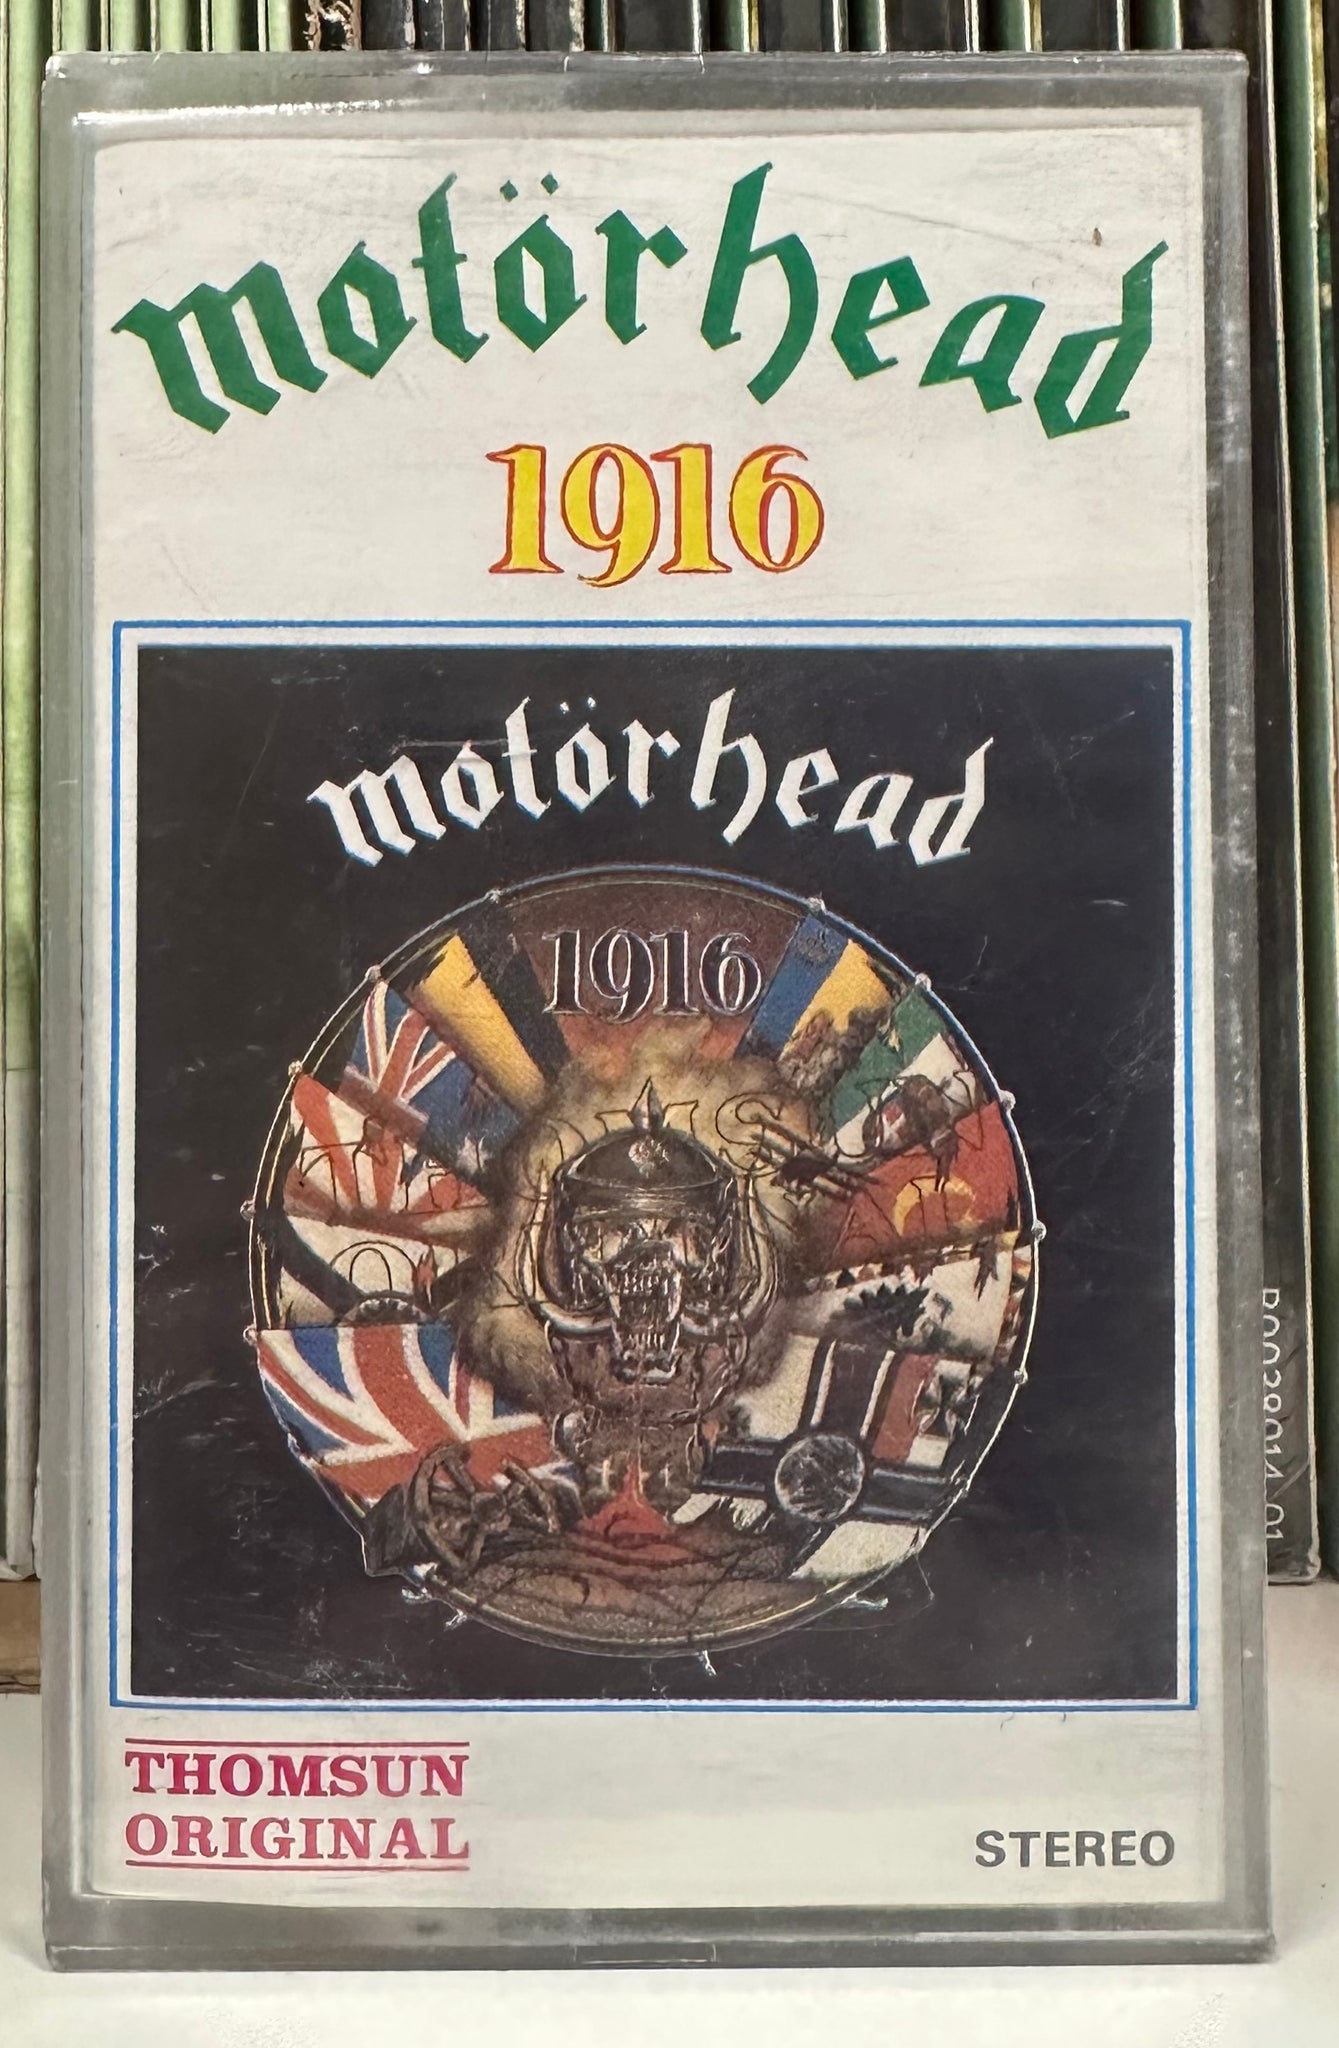 motörhead
1916
motörhead
1916
THOMSUN
ORIGINAL
STEREO